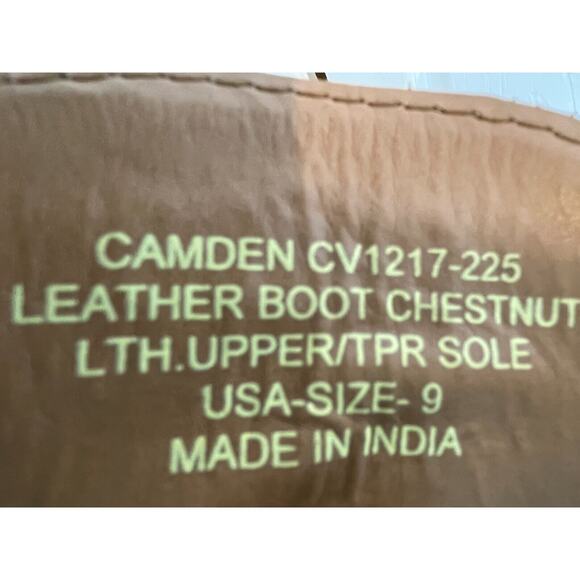 CAMDEN CV1217-225
LEATHER BOOT CHESTNUT
LTH.UPPER/TPR SOLE
USA-SIZE- 9
MADE IN INDIA